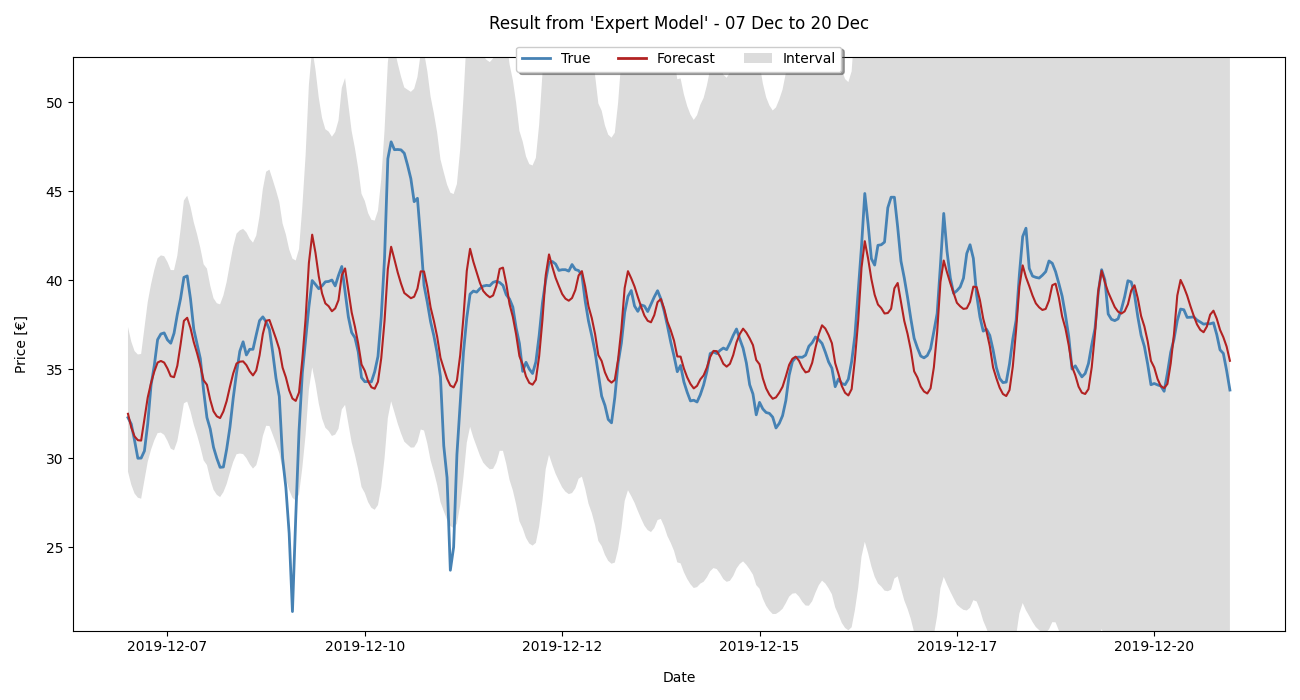 Result from 'Expert Model' - 07 Dec to 20 Dec
True Forecast Interval
Price [€]
50
45
40
35
30
25
2019-12-07 2019-12-10 2019-12-12 2019-12-15 2019-12-17 2019-12-20
Date